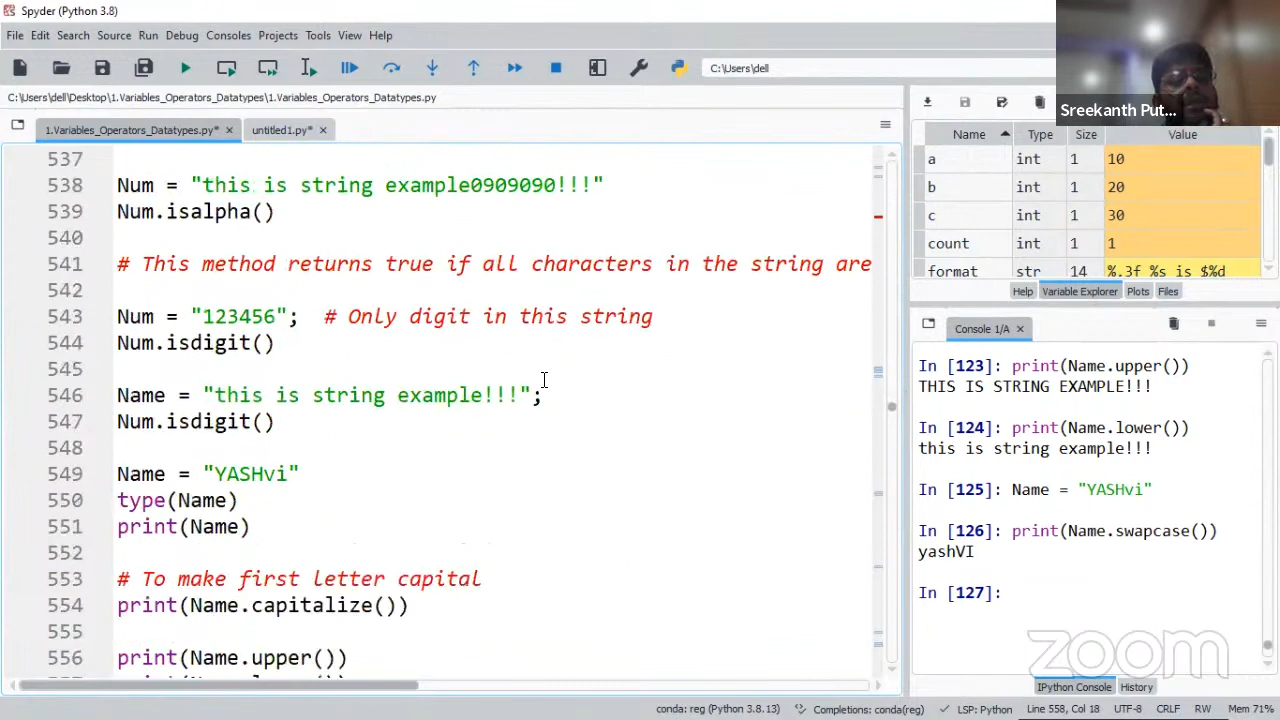 Spyder (Python 3.8)
File Edit Search Source Run Debug Consoles Projects Tools View Help
C:\Users\dell
Sreekanth Put...
C:\Users\dell\Desktop\1.Variables_Operators_Datatypes\1.Variables_Operators_Datatypes.py
1.Variables_Operators_Datatypes.py* untitled1.py*
537
538 Num = "this is string example0909090!!!"
539 Num.isalpha()
540
541 # This method returns true if all characters in the string are
542
543 Num = "123456"; # Only digit in this string
544 Num.isdigit()
545
546 Name = "this is string example!!!";
547 Num.isdigit()
548
549 Name = "YASHvi"
550 type(Name)
551 print(Name)
552
553 # To make first letter capital
554 print(Name.capitalize())
555
556 print(Name.upper())
Name Type Size Value
a int 1 10
b int 1 20
c int 1 30
count int 1 1
format str 14 %.3f %s is $%d
Help Variable Explorer Plots Files
Console 1/A
In [123]: print(Name.upper())
THIS IS STRING EXAMPLE!!!
In [124]: print(Name.lower())
this is string example!!!
In [125]: Name = "YASHvi"
In [126]: print(Name.swapcase())
yashVI
In [127]:
zoom
IPython Console History
conda: reg (Python 3.8.13) Completions: conda(reg) LSP: Python Line 558, Col 18 UTF-8 CRLF RW Mem 71%